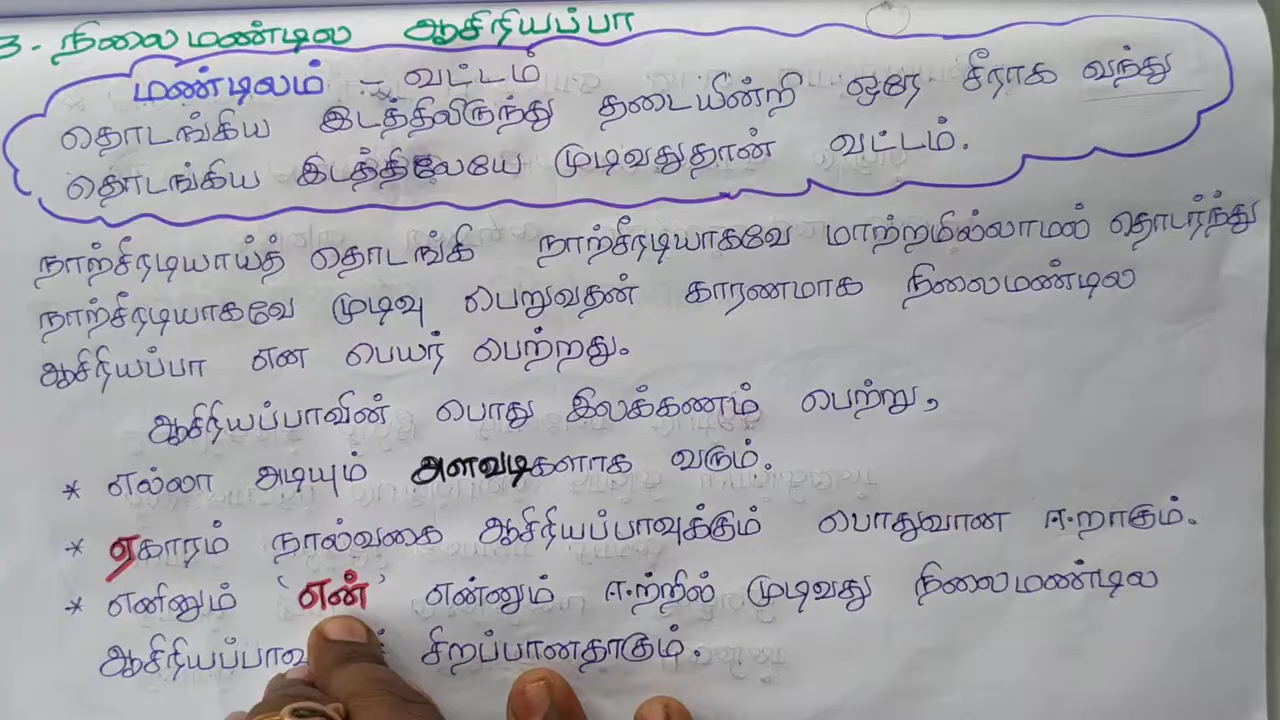 3. நிலைமண்டில ஆசிரியப்பா
மண்டிலம் - வட்டம்
தொடங்கிய இடத்திலிருந்து தடையின்றி ஒரே சீராக வந்து
தொடங்கிய இடத்திலேயே முடிவதுதான் வட்டம்.
நாற்சீரடியாய்த் தொடங்கி நாற்சீரடியாகவே மாற்றமில்லாமல் தொடர்ந்து
நாற்சீரடியாகவே முடிவு பெறுவதன் காரணமாக நிலைமண்டில
ஆசிரியப்பா என பெயர் பெற்றது.
ஆசிரியப்பாவின் பொது இலக்கணம் பெற்று,
* எல்லா அடியும் அளவடிகளாக வரும்.
* ஏகாரம் நால்வகை ஆசிரியப்பாவுக்கும் பொதுவான ஈறாகும்.
* எனினும் 'என்' என்னும் ஈற்றில் முடிவது நிலைமண்டில
சிறப்பானதாகும்.